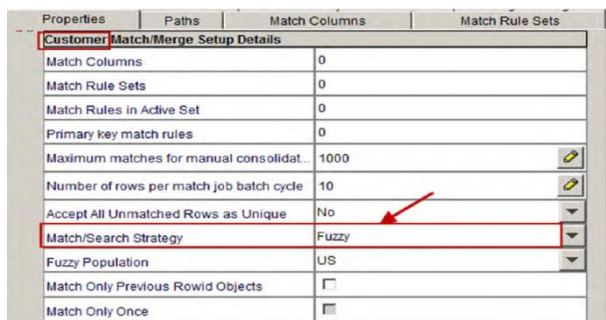 Properties Paths Match Columns Match Rule Sets
Customer Match/Merge Setup Details
Match Columns 0
Match Rule Sets 0
Match Rules in Active Set 0
Primary key match rules 0
Maximum matches for manual consolidat... 1000
Number of rows per match job batch cycle 10
Accept All Unmatched Rows as Unique No
Match/Search Strategy Fuzzy
Fuzzy Population US
Match Only Previous Rowid Objects
Match Only Once